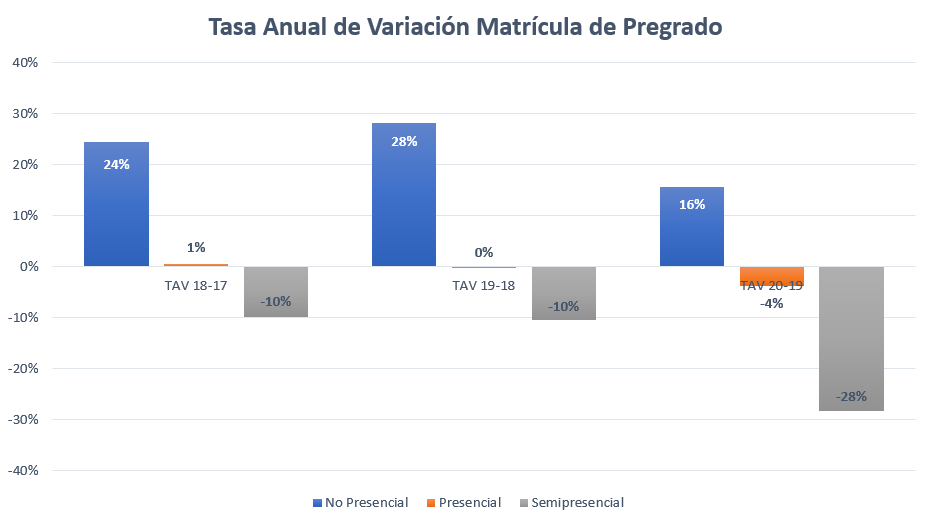 Tasa Anual de Variación Matrícula de Pregrado
40%
30%
20%
10%
0%
-10%
-20%
-30%
-40%
24%
1%
-10%
28%
0%
-10%
16%
-4%
-28%
TAV 18-17
TAV 19-18
TAV 20-19
No Presencial
Presencial
Semipresencial